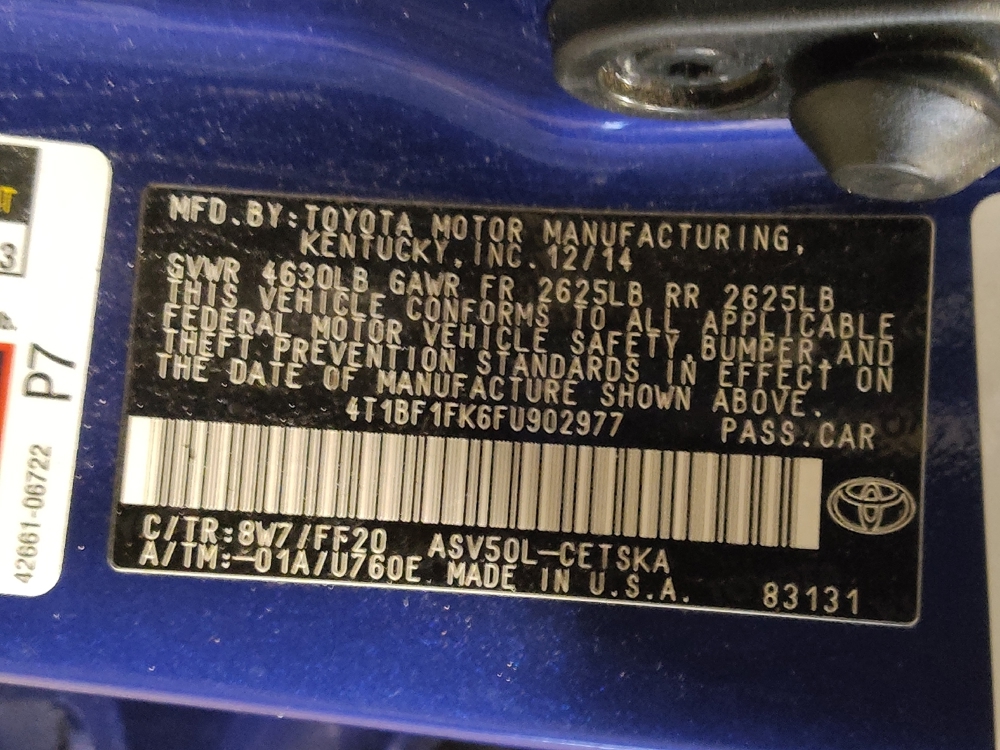 MFD.BY:TOYOTA MOTOR MANUFACTURING,
KENTUCKY,INC. 12/14
GVWR 4630LB GAWR FR 2625LB RR 2625LB
THIS VEHICLE CONFORMS TO ALL APPLICABLE
FEDERAL MOTOR VEHICLE SAFETY,BUMPER,AND
THEFT PREVENTION STANDARDS IN EFFECT ON
THE DATE OF MANUFACTURE SHOWN ABOVE.
4T1BF1FK6FU902977 PASS.CAR
C/TR:8W7/FF20 ASV50L-CETSKA
A/TM:-01A/U760E MADE IN U.S.A. 83131
3
P7
42661-06722